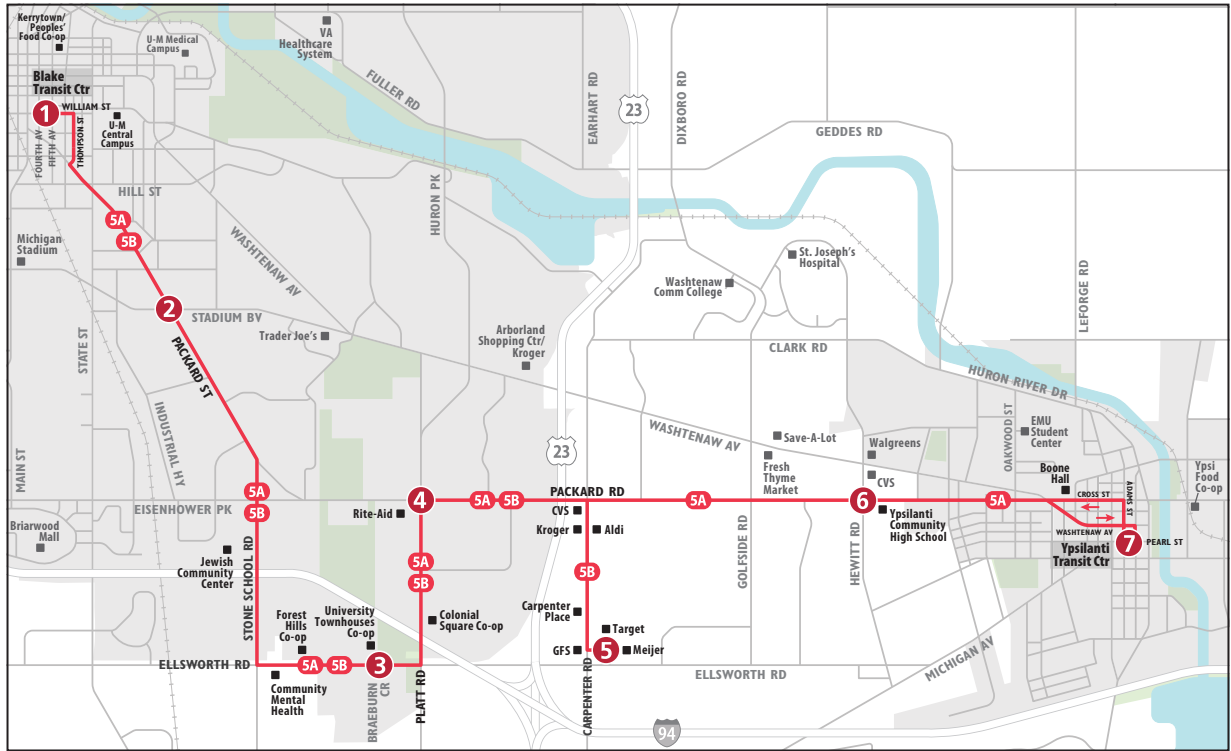 Kerrytown/
Peoples'
Food Co-op
U-M Medical
Campus
VA
Healthcare
System
FULLER RD
EARHART RD
23
DIXBORO RD
GEDDES RD
Blake
Transit Ctr
1
WILLIAM ST
THOMPSON ST
FOURTH AV
FIFTH AV
U-M
Central
Campus
HILL ST
HURON PK
5A
5B
Michigan
Stadium
WASHTENAW AV
St. Joseph's
Hospital
Washtenaw
Comm College
LEFORGE RD
2
STADIUM BV
Trader Joe's
STATE ST
PACKARD ST
Arborland
Shopping Ctr/
Kroger
CLARK RD
HURON RIVER DR
INDUSTRIAL HY
MAIN ST
WASHTENAW AV
23
Save-A-Lot
Fresh
Thyme
Market
Walgreens
CVS
OAKWOOD ST
EMU
Student
Center
Boone
Hall
Ypsi
Food
Co-op
5A
5B
EISENHOWER PK
4
Rite-Aid
5A
5B
PACKARD RD
5A
6
5A
CROSS ST
ADAMS ST
WASHTENAW AV
7
PEARL ST
Ypsilanti
Transit Ctr
CVS
Kroger
Aldi
Ypsilanti
Community
High School
Briarwood
Mall
Jewish
Community
Center
STONE SCHOOL RD
5A
5B
5B
GOLFSIDE RD
HEWITT RD
Forest
Hills
Co-op
University
Townhouses
Co-op
Colonial
Square Co-op
Carpenter
Place
Target
GFS
5
Meijer
ELLSWORTH RD
5A
5B
3
ELLSWORTH RD
MICHIGAN AV
Community
Mental
Health
BRAEBURN
CR
PLATT RD
CARPENTER RD
94